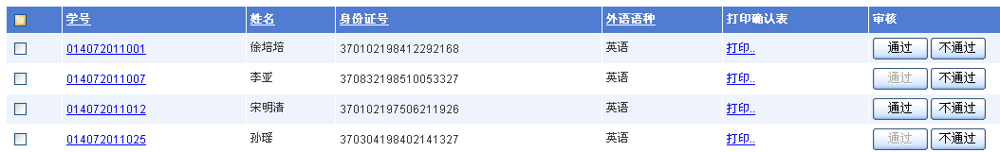 学号 姓名 身份证号 外语语种 打印确认表 审核
014072011001 徐培培 370102198412292168 英语 打印.. 通过 不通过
014072011007 李亚 370832198510053327 英语 打印.. 通过 不通过
014072011012 宋明清 370102197506211926 英语 打印.. 通过 不通过
014072011025 孙瑶 370304198402141327 英语 打印.. 通过 不通过